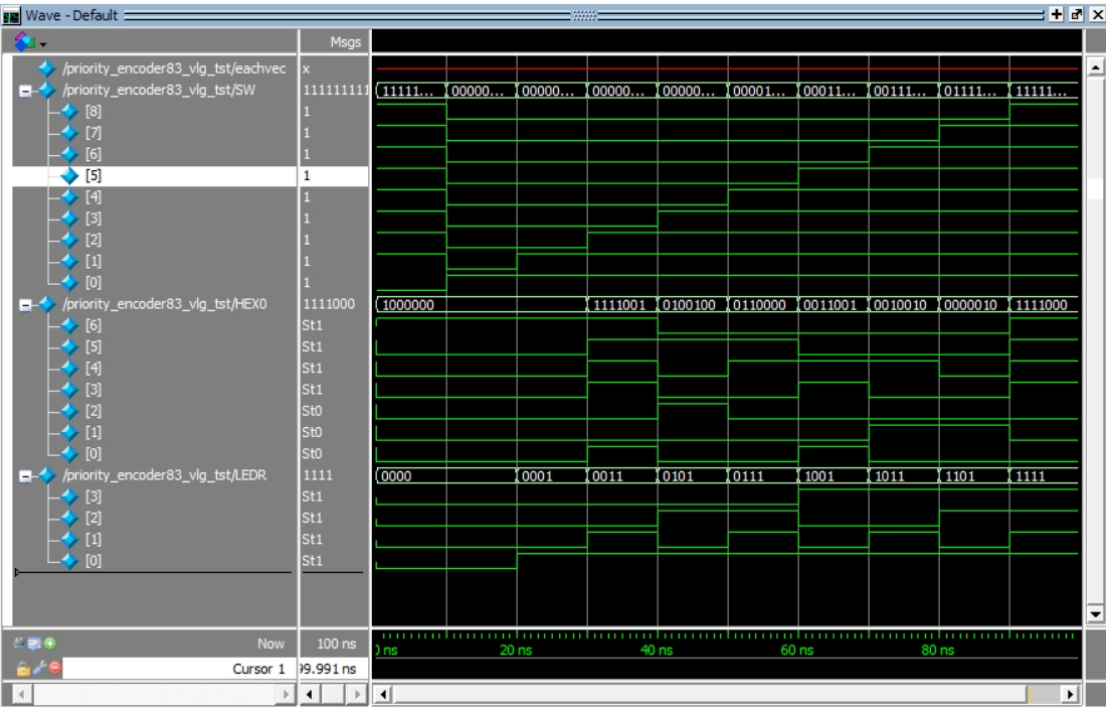 Wave - Default
Msgs
/priority_encoder83_vlg_tst/eachvec x
/priority_encoder83_vlg_tst/SW 111111111 11111... 00000... 00000... 00000... 00000... 00001... 00011... 00111... 01111... 11111...
[8] 1
[7] 1
[6] 1
[5] 1
[4] 1
[3] 1
[2] 1
[1] 1
[0] 1
/priority_encoder83_vlg_tst/HEX0 1111000 1000000 1111001 0100100 0110000 0011001 0010010 0000010 1111000
[6] St1
[5] St1
[4] St1
[3] St1
[2] St0
[1] St0
[0] St0
/priority_encoder83_vlg_tst/LEDR 1111 0000 0001 0011 0101 0111 1001 1011 1101 1111
[3] St1
[2] St1
[1] St1
[0] St1
Now 100 ns ns 20 ns 40 ns 60 ns 80 ns
Cursor 1 99.991 ns